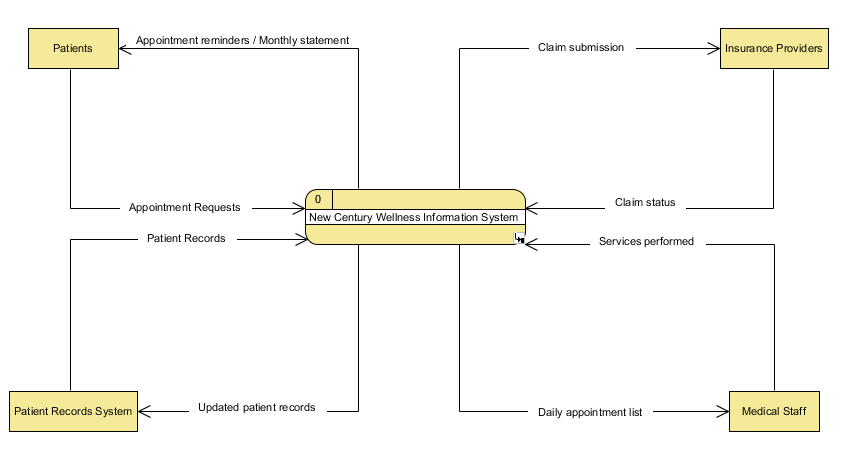 Patients
Appointment reminders / Monthly statement
Claim submission
Insurance Providers
0
Appointment Requests
New Century Wellness Information System
Claim status
Patient Records
Services performed
Patient Records System
Updated patient records
Daily appointment list
Medical Staff